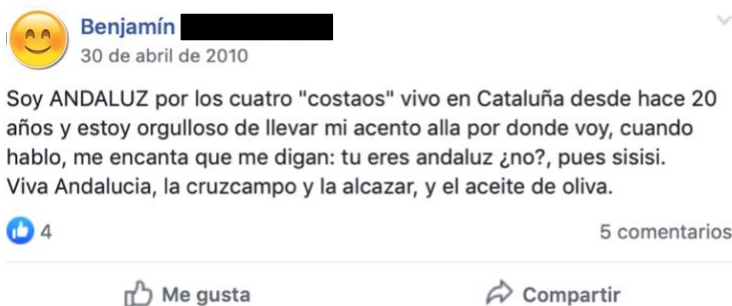 Benjamín
30 de abril de 2010
Soy ANDALUZ por los cuatro "costaos" vivo en Cataluña desde hace 20
años y estoy orgulloso de llevar mi acento alla por donde voy, cuando
hablo, me encanta que me digan: tu eres andaluz ¿no?, pues sisisi.
Viva Andalucia, la cruzcampo y la alcazar, y el aceite de oliva.
4 5 comentarios
Me gusta Compartir